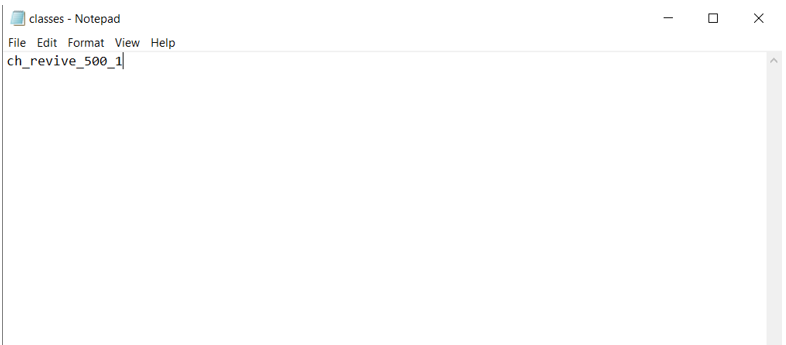 classes - Notepad
File Edit Format View Help
ch_revive_500_1